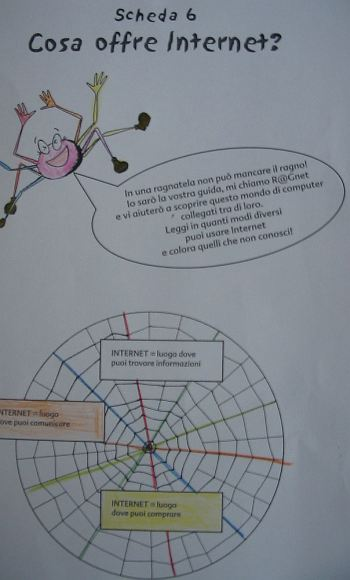 Scheda 6
Cosa offre Internet?
In una ragnatela non può mancare il ragno!
Io sarò la vostra guida, mi chiamo R@Gnet
e vi aiuterò a scoprire questo mondo di computer
collegati tra di loro.
Leggi in quanti modi diversi
puoi usare Internet
e colora quelli che non conosci!
INTERNET = luogo dove
puoi trovare informazioni
NTERNET = luogo
ove puoi comunicare
INTERNET = luogo
dove puoi comprare